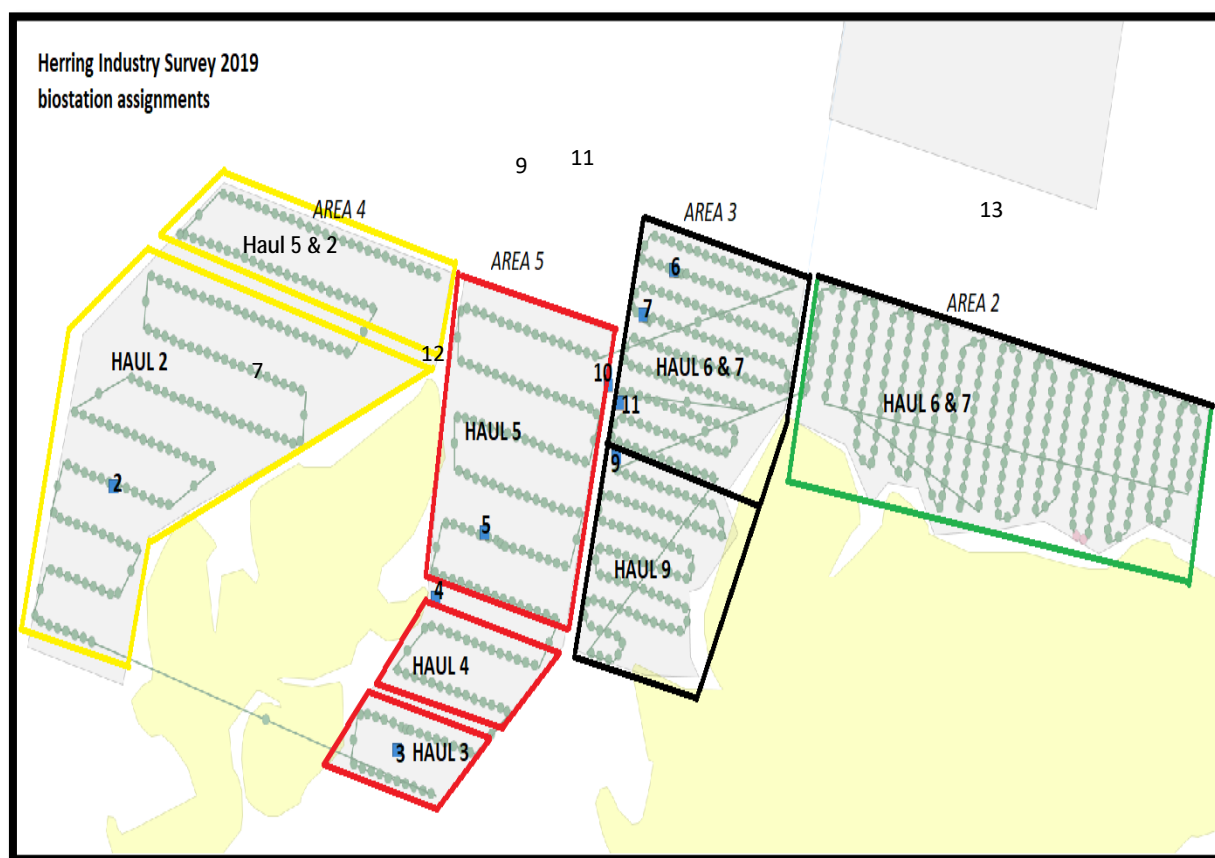 Herring Industry Survey 2019
biostation assignments
9
11
AREA 4
AREA 3
13
Haul 5 & 2
AREA 5
6
AREA 2
7
12
HAUL 2
7
HAUL 6 & 7
10
11
HAUL 6 & 7
HAUL 5
9
2
5
HAUL 9
4
HAUL 4
3
HAUL 3